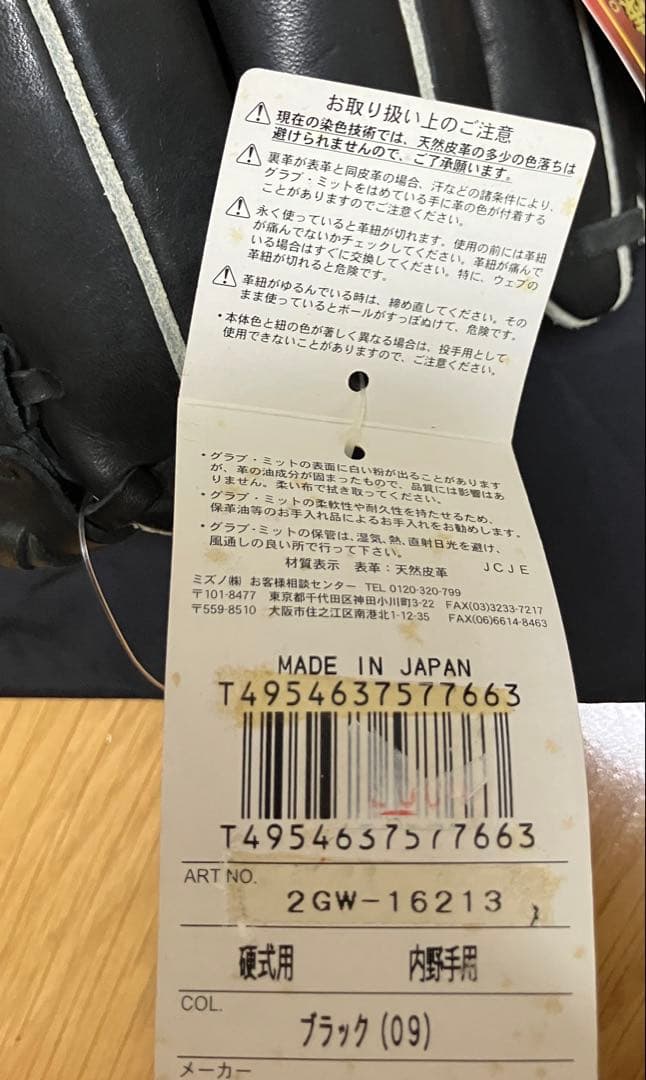 お取り扱い上のご注意
現在の染色技術では、天然皮革の多少の色落ちは
避けられませんので、ご了承願います。
裏革が表革と同皮革の場合、汗などの諸条件により、
グラブ・ミットをはめている手に革の色が付着する
ことがありますのでご注意ください。
永く使っていると革紐が切れます。使用の前には革紐
が痛んでないかチェックしてください。革紐が痛んで
いる場合はすぐに交換してください。特に、ウェブの
革紐が切れると危険です。
革紐がゆるんでいる時は、締め直してください。その
まま使っているとボールがすっぽぬけて、危険です。
・本体色と紐の色が著しく異なる場合は、投手用として
使用できないことがありますので、ご注意ください。
・グラブ・ミットの表面に白い粉が出ることがあります
が、革の油成分が固まったもので、品質には影響はあ
りません。柔い布で拭き取ってください。
・グラブ・ミットの柔軟性や耐久性を持たせるため、
保革油等のお手入れ品によるお手入れをお勧めします。
・グラブ・ミットの保管は、湿気、熱、直射日光を避け、
風通しの良い所で行って下さい。
材質表示 表革：天然皮革 JCJE
ミズノ㈱ お客様相談センター TEL 0120-320-799
〒101-8477 東京都千代田区神田小川町3-22 FAX(03)3233-7217
〒559-8510 大阪市住之江区南港北1-12-35 FAX(06)6614-8463
MADE IN JAPAN
T4954637577663
T4954637577663
ART NO.
2GW-16213
硬式用 内野手用
COL.
ブラック(09)
メーカー